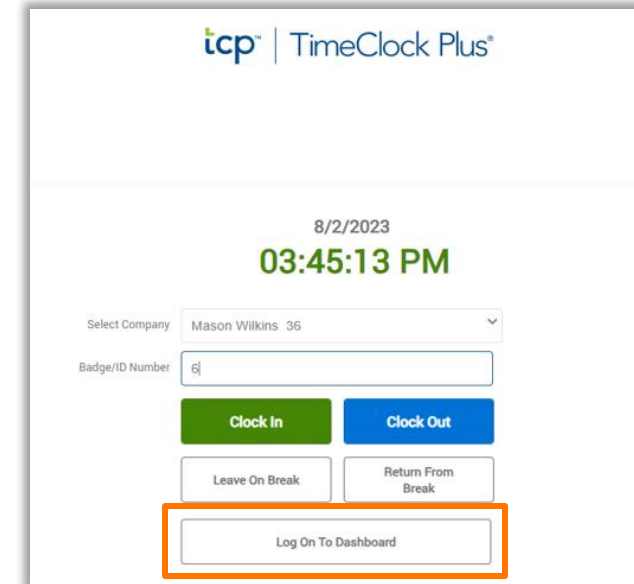 tcp™ | TimeClock Plus®
8/2/2023
03:45:13 PM
Select Company
Mason Wilkins 36
Badge/ID Number
6
Clock In
Clock Out
Leave On Break
Return From
Break
Log On To Dashboard